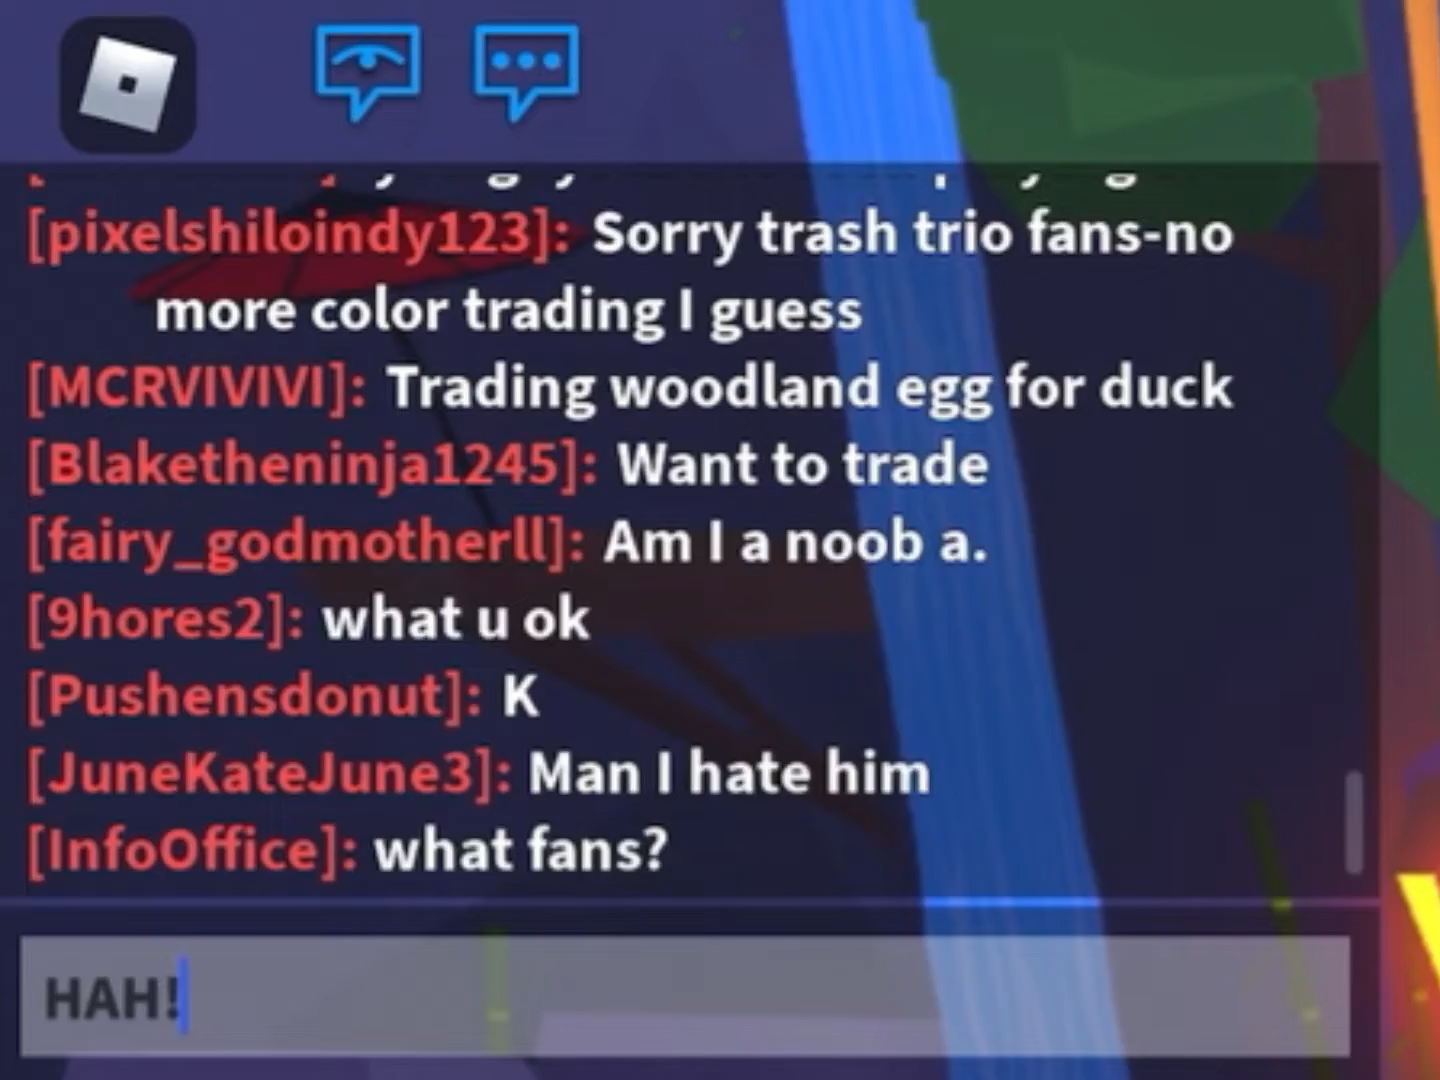 [pixelshiloindy123]: Sorry trash trio fans-no
more color trading I guess
[MCRVIVIVI]: Trading woodland egg for duck
[Blaketheninja1245]: Want to trade
[fairy_godmotherll]: Am I a noob a.
[9hores2]: what u ok
[Pushensdonut]: K
[JuneKateJune3]: Man I hate him
[InfoOffice]: what fans?
HAH!